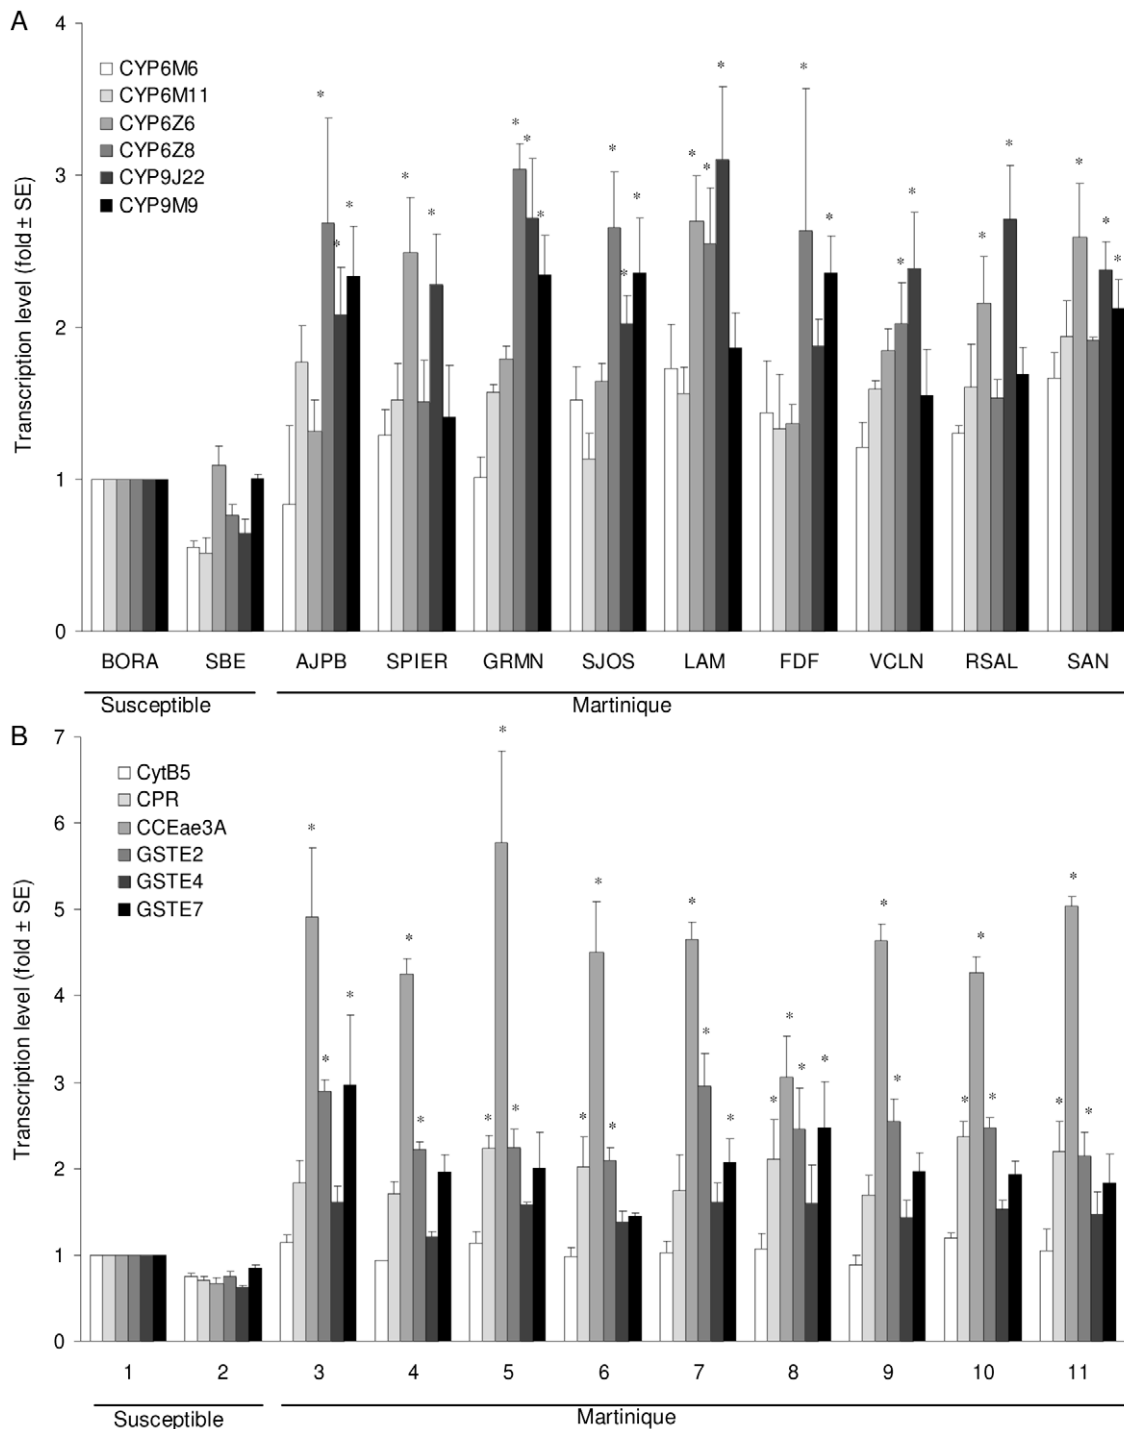 A
4
3
2
1
0
Transcription level (fold ± SE)
CYP6M6
CYP6M11
CYP6Z6
CYP6Z8
CYP9J22
CYP9M9
* * * * * * * * * * * * * * * * * * * * * * * * *
BORA SBE AJPB SPIER GRMN SJOS LAM FDF VCLN RSAL SAN
Susceptible Martinique
B
7
6
5
4
3
2
1
0
Transcription level (fold ± SE)
CytB5
CPR
CCEae3A
GSTE2
GSTE4
GSTE7
* * * * * * * * * * * * * * * * * * * * * * * * * *
1 2 3 4 5 6 7 8 9 10 11
Susceptible Martinique